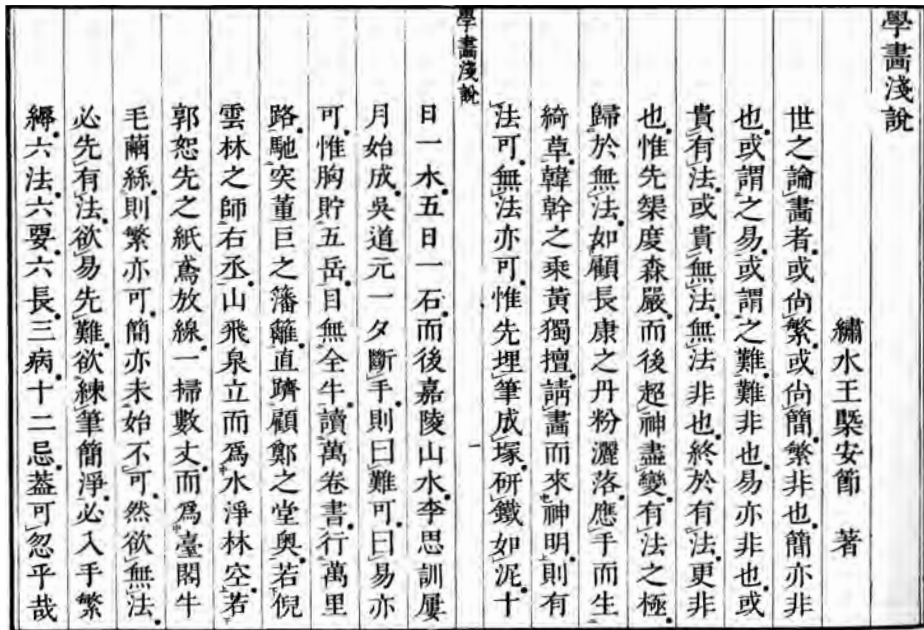 學畫淺說
繡水王槩安節　著
世之論畫者或尚繁或尚簡繁非也簡亦非
也或謂之易或謂之難難非也易亦非也或
貴有法或貴無法無法非也終於有法更非
也惟先榘度森嚴而後超神盡變有法之極
歸於無法如顧長康之丹粉灑落應手而生
綺草韓幹之乘黃獨擅請畫而來神明則有
法可無法亦可惟先埋筆成塚研鐵如泥十
學畫淺說
一
日一水五日一石而後嘉陵山水李思訓屢
月始成吳道元一夕斷手則曰難可曰易亦
可惟胸貯五岳目無全牛讀萬卷書行萬里
路馳突董巨之藩籬直躋顧鄭之堂奧若倪
雲林之師右丞山飛泉立而爲水淨林空若
郭恕先之紙鳶放線一掃數丈而爲臺閣牛
毛繭絲則繁亦可簡亦未始不可然欲無法
必先有法欲易先難欲練筆簡淨必入手繁
縟六法六要六長三病十二忌蓋可忽乎哉